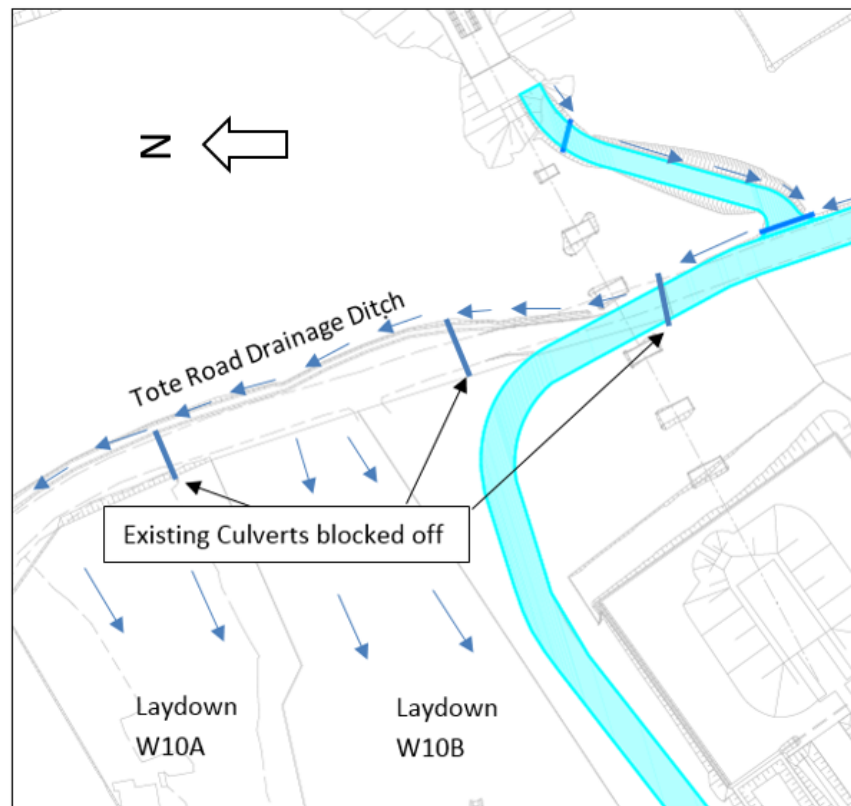 N
Tote Road Drainage Ditch
Existing Culverts blocked off
Laydown
W10A
Laydown
W10B